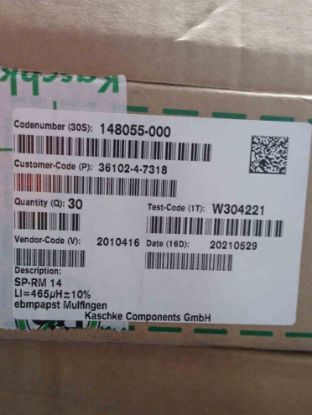 Kaschke
Codenumber (30S): 148055-000
Customer-Code (P): 36102-4-7318
Quantity (Q): 30
Test-Code (1T): W304221
Vendor-Code (V): 2010416 Date (16D): 20210529
Description:
SP-RM 14
LI=465µH±10%
ebmpapst Mulfingen
Kaschke Components GmbH